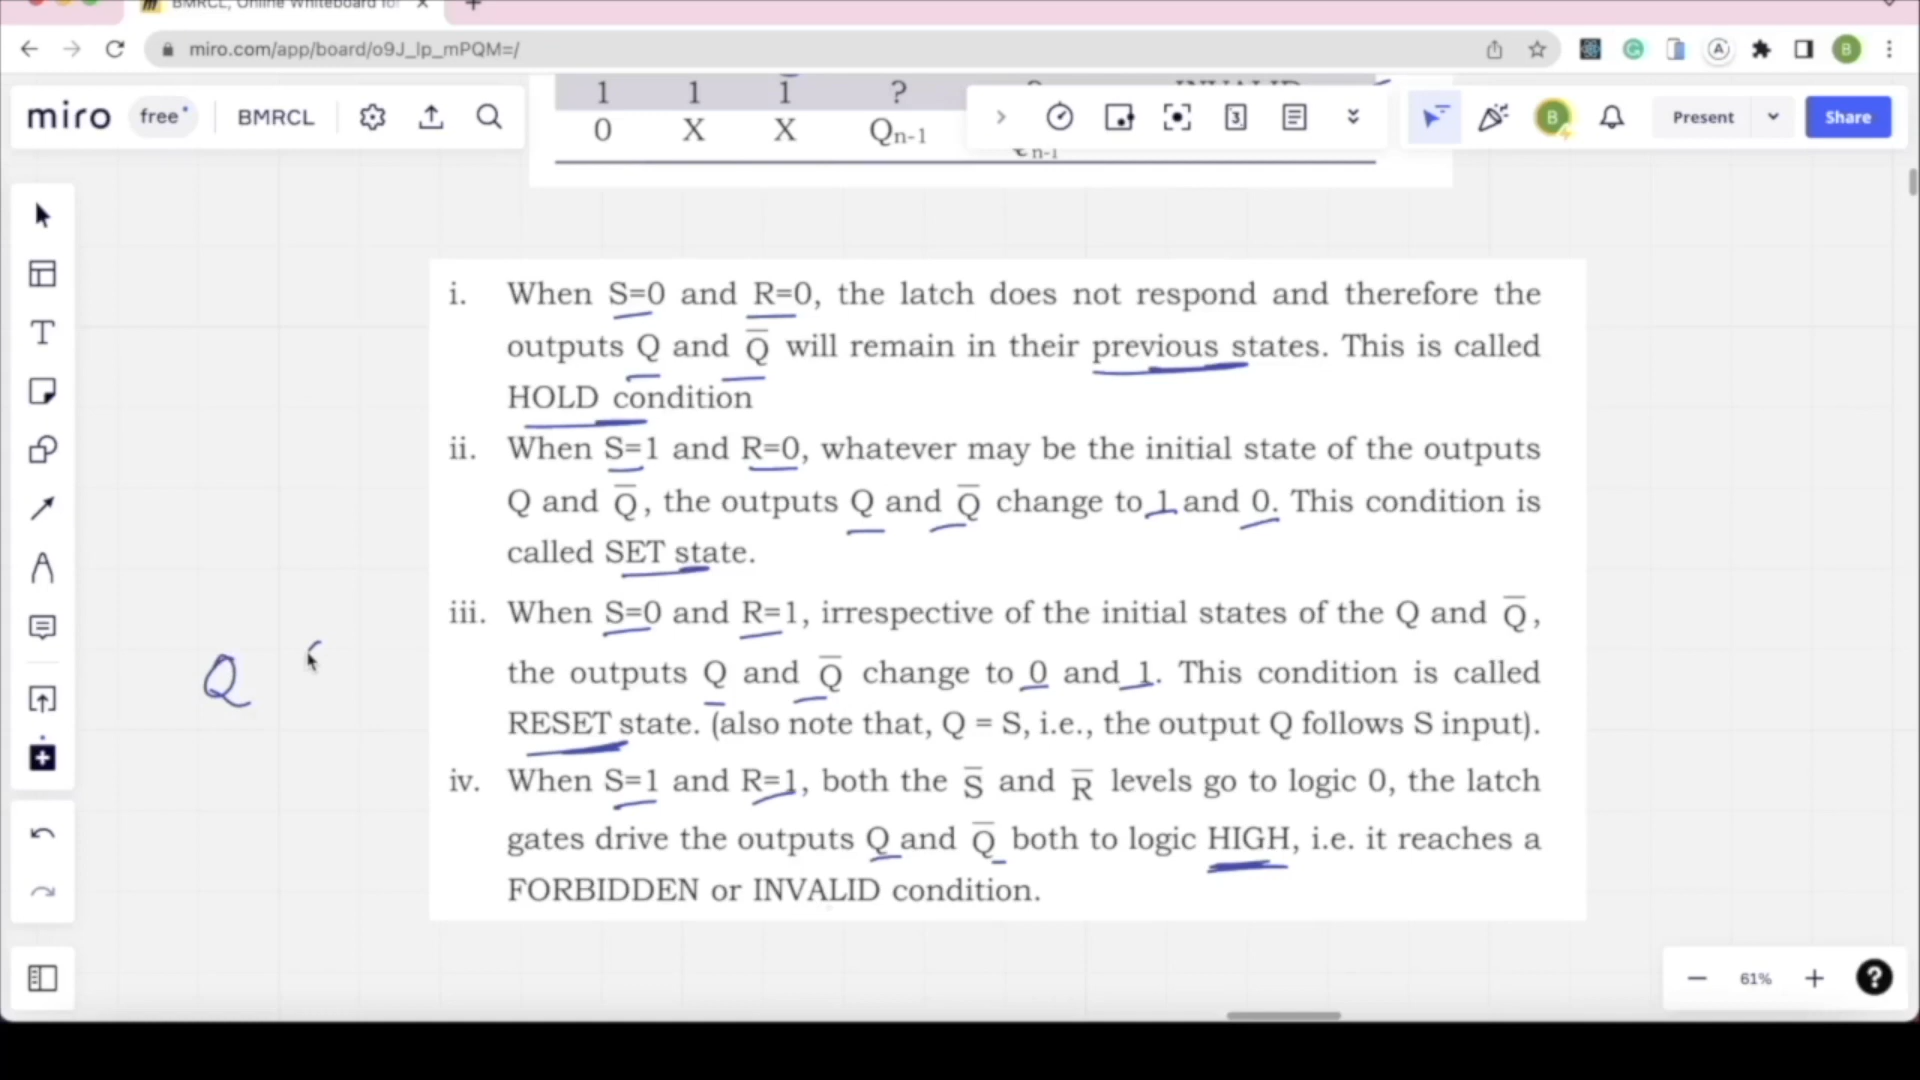 BMRCL, Online Whiteboard for
miro.com/app/board/o9J_lp_mPQM=/
B
miro free BMRCL
3
B
Present
Share
1 1 1 ?
0 X X Qn-1
i. When S=0 and R=0, the latch does not respond and therefore the
outputs Q and Q̅ will remain in their previous states. This is called
HOLD condition
ii. When S=1 and R=0, whatever may be the initial state of the outputs
Q and Q̅, the outputs Q and Q̅ change to 1 and 0. This condition is
called SET state.
iii. When S=0 and R=1, irrespective of the initial states of the Q and Q̅,
the outputs Q and Q̅ change to 0 and 1. This condition is called
RESET state. (also note that, Q = S, i.e., the output Q follows S input).
iv. When S=1 and R=1, both the S̅ and R̅ levels go to logic 0, the latch
gates drive the outputs Q and Q̅ both to logic HIGH, i.e. it reaches a
FORBIDDEN or INVALID condition.
Q
61%
?